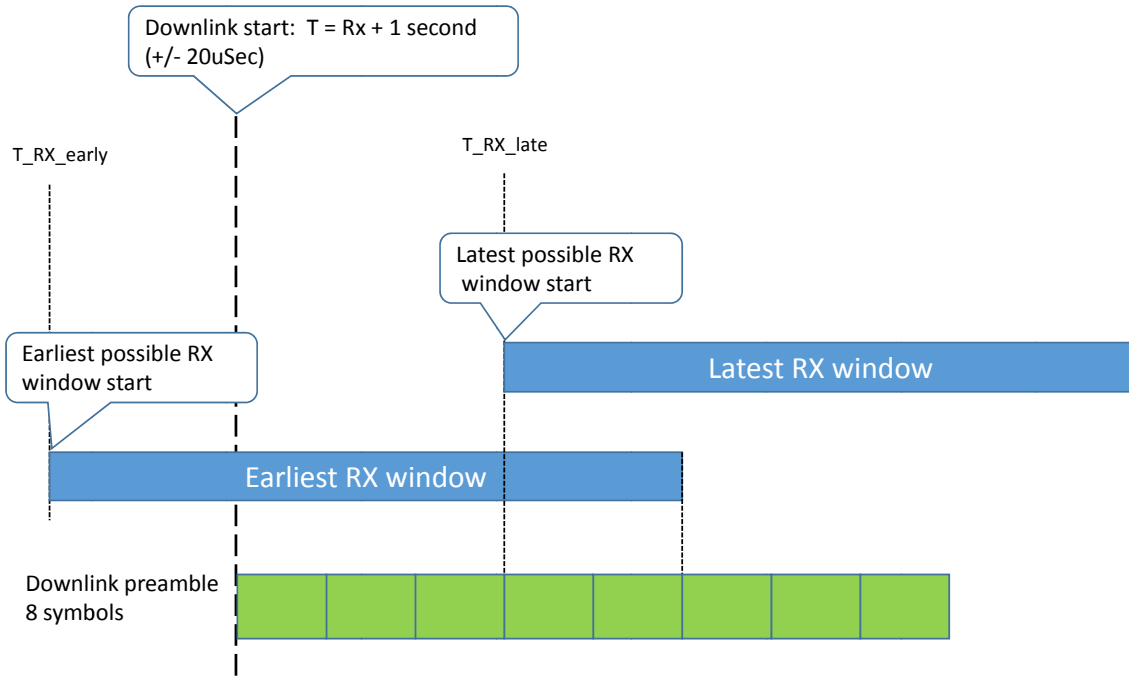 Downlink start:  T = Rx + 1 second
(+/- 20uSec)
T_RX_early
T_RX_late
Latest possible RX
window start
Earliest possible RX
window start
Latest RX window
Earliest RX window
Downlink preamble
8 symbols